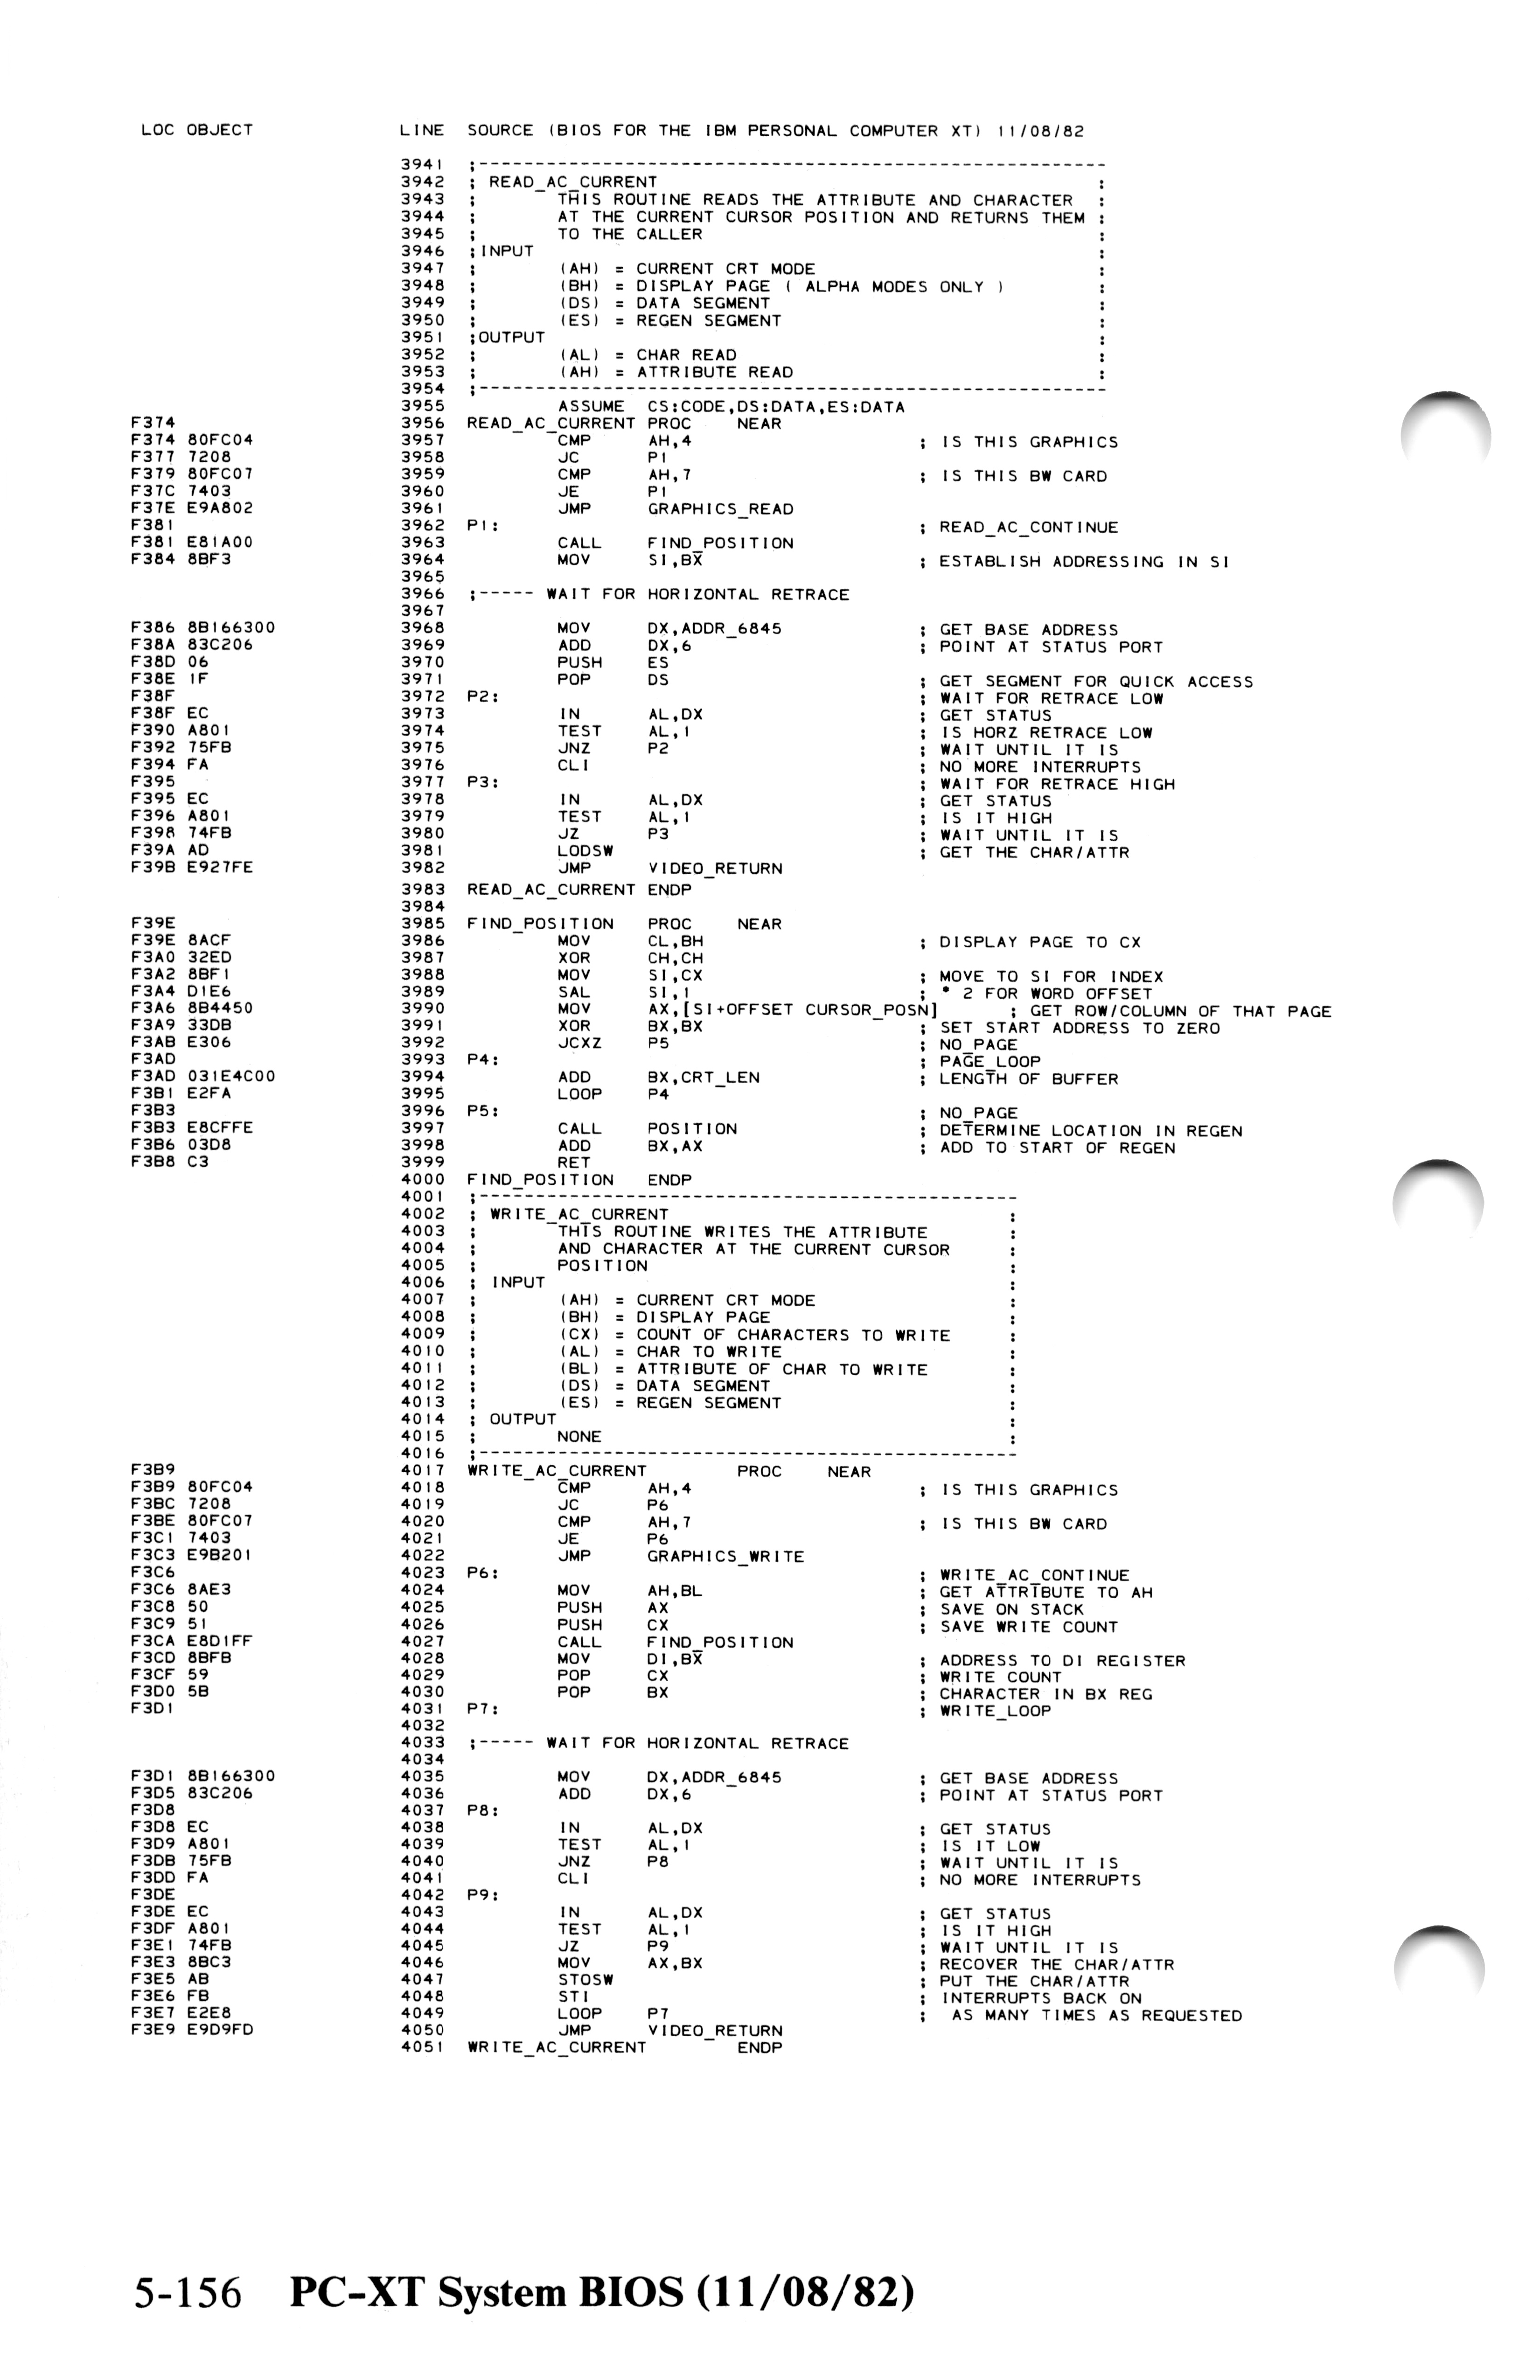 LOC OBJECT LINE SOURCE (BIOS FOR THE IBM PERSONAL COMPUTER XT) 11/08/82
3941 ;---------------------------------------------------------
3942 ; READ_AC_CURRENT :
3943 ; THIS ROUTINE READS THE ATTRIBUTE AND CHARACTER :
3944 ; AT THE CURRENT CURSOR POSITION AND RETURNS THEM :
3945 ; TO THE CALLER :
3946 ;INPUT :
3947 ; (AH) = CURRENT CRT MODE :
3948 ; (BH) = DISPLAY PAGE ( ALPHA MODES ONLY ) :
3949 ; (DS) = DATA SEGMENT :
3950 ; (ES) = REGEN SEGMENT :
3951 ;OUTPUT :
3952 ; (AL) = CHAR READ :
3953 ; (AH) = ATTRIBUTE READ :
3954 ;---------------------------------------------------------
3955 ASSUME CS:CODE,DS:DATA,ES:DATA
F374 3956 READ_AC_CURRENT PROC NEAR
F374 80FC04 3957 CMP AH,4 ; IS THIS GRAPHICS
F377 7208 3958 JC P1
F379 80FC07 3959 CMP AH,7 ; IS THIS BW CARD
F37C 7403 3960 JE P1
F37E E9A802 3961 JMP GRAPHICS_READ
F381 3962 P1: ; READ_AC_CONTINUE
F381 E81A00 3963 CALL FIND_POSITION
F384 8BF3 3964 MOV SI,BX ; ESTABLISH ADDRESSING IN SI
3965
3966 ;----- WAIT FOR HORIZONTAL RETRACE
3967
F386 8B166300 3968 MOV DX,ADDR_6845 ; GET BASE ADDRESS
F38A 83C206 3969 ADD DX,6 ; POINT AT STATUS PORT
F38D 06 3970 PUSH ES
F38E 1F 3971 POP DS ; GET SEGMENT FOR QUICK ACCESS
F38F 3972 P2: ; WAIT FOR RETRACE LOW
F38F EC 3973 IN AL,DX ; GET STATUS
F390 A801 3974 TEST AL,1 ; IS HORZ RETRACE LOW
F392 75FB 3975 JNZ P2 ; WAIT UNTIL IT IS
F394 FA 3976 CLI ; NO MORE INTERRUPTS
F395 3977 P3: ; WAIT FOR RETRACE HIGH
F395 EC 3978 IN AL,DX ; GET STATUS
F396 A801 3979 TEST AL,1 ; IS IT HIGH
F398 74FB 3980 JZ P3 ; WAIT UNTIL IT IS
F39A AD 3981 LODSW ; GET THE CHAR/ATTR
F39B E927FE 3982 JMP VIDEO_RETURN
3983 READ_AC_CURRENT ENDP
3984
F39E 3985 FIND_POSITION PROC NEAR
F39E 8ACF 3986 MOV CL,BH ; DISPLAY PAGE TO CX
F3A0 32ED 3987 XOR CH,CH
F3A2 8BF1 3988 MOV SI,CX ; MOVE TO SI FOR INDEX
F3A4 D1E6 3989 SAL SI,1 ; * 2 FOR WORD OFFSET
F3A6 8B4450 3990 MOV AX,[SI+OFFSET CURSOR_POSN] ; GET ROW/COLUMN OF THAT PAGE
F3A9 33DB 3991 XOR BX,BX ; SET START ADDRESS TO ZERO
F3AB E306 3992 JCXZ P5 ; NO_PAGE
F3AD 3993 P4: ; PAGE_LOOP
F3AD 031E4C00 3994 ADD BX,CRT_LEN ; LENGTH OF BUFFER
F3B1 E2FA 3995 LOOP P4
F3B3 3996 P5: ; NO_PAGE
F3B3 E8CFFE 3997 CALL POSITION ; DETERMINE LOCATION IN REGEN
F3B6 03D8 3998 ADD BX,AX ; ADD TO START OF REGEN
F3B8 C3 3999 RET
4000 FIND_POSITION ENDP
4001 ;-------------------------------------------------
4002 ; WRITE_AC_CURRENT :
4003 ; THIS ROUTINE WRITES THE ATTRIBUTE :
4004 ; AND CHARACTER AT THE CURRENT CURSOR :
4005 ; POSITION :
4006 ; INPUT :
4007 ; (AH) = CURRENT CRT MODE :
4008 ; (BH) = DISPLAY PAGE :
4009 ; (CX) = COUNT OF CHARACTERS TO WRITE :
4010 ; (AL) = CHAR TO WRITE :
4011 ; (BL) = ATTRIBUTE OF CHAR TO WRITE :
4012 ; (DS) = DATA SEGMENT :
4013 ; (ES) = REGEN SEGMENT :
4014 ; OUTPUT :
4015 ; NONE :
4016 ;-------------------------------------------------
F3B9 4017 WRITE_AC_CURRENT PROC NEAR
F3B9 80FC04 4018 CMP AH,4 ; IS THIS GRAPHICS
F3BC 7208 4019 JC P6
F3BE 80FC07 4020 CMP AH,7 ; IS THIS BW CARD
F3C1 7403 4021 JE P6
F3C3 E9B201 4022 JMP GRAPHICS_WRITE
F3C6 4023 P6: ; WRITE_AC_CONTINUE
F3C6 8AE3 4024 MOV AH,BL ; GET ATTRIBUTE TO AH
F3C8 50 4025 PUSH AX ; SAVE ON STACK
F3C9 51 4026 PUSH CX ; SAVE WRITE COUNT
F3CA E8D1FF 4027 CALL FIND_POSITION
F3CD 8BFB 4028 MOV DI,BX ; ADDRESS TO DI REGISTER
F3CF 59 4029 POP CX ; WRITE COUNT
F3D0 5B 4030 POP BX ; CHARACTER IN BX REG
F3D1 4031 P7: ; WRITE_LOOP
4032
4033 ;----- WAIT FOR HORIZONTAL RETRACE
4034
F3D1 8B166300 4035 MOV DX,ADDR_6845 ; GET BASE ADDRESS
F3D5 83C206 4036 ADD DX,6 ; POINT AT STATUS PORT
F3D8 4037 P8:
F3D8 EC 4038 IN AL,DX ; GET STATUS
F3D9 A801 4039 TEST AL,1 ; IS IT LOW
F3DB 75FB 4040 JNZ P8 ; WAIT UNTIL IT IS
F3DD FA 4041 CLI ; NO MORE INTERRUPTS
F3DE 4042 P9:
F3DE EC 4043 IN AL,DX ; GET STATUS
F3DF A801 4044 TEST AL,1 ; IS IT HIGH
F3E1 74FB 4045 JZ P9 ; WAIT UNTIL IT IS
F3E3 8BC3 4046 MOV AX,BX ; RECOVER THE CHAR/ATTR
F3E5 AB 4047 STOSW ; PUT THE CHAR/ATTR
F3E6 FB 4048 STI ; INTERRUPTS BACK ON
F3E7 E2E8 4049 LOOP P7 ; AS MANY TIMES AS REQUESTED
F3E9 E9D9FD 4050 JMP VIDEO_RETURN
4051 WRITE_AC_CURRENT ENDP
5-156 PC-XT System BIOS (11/08/82)